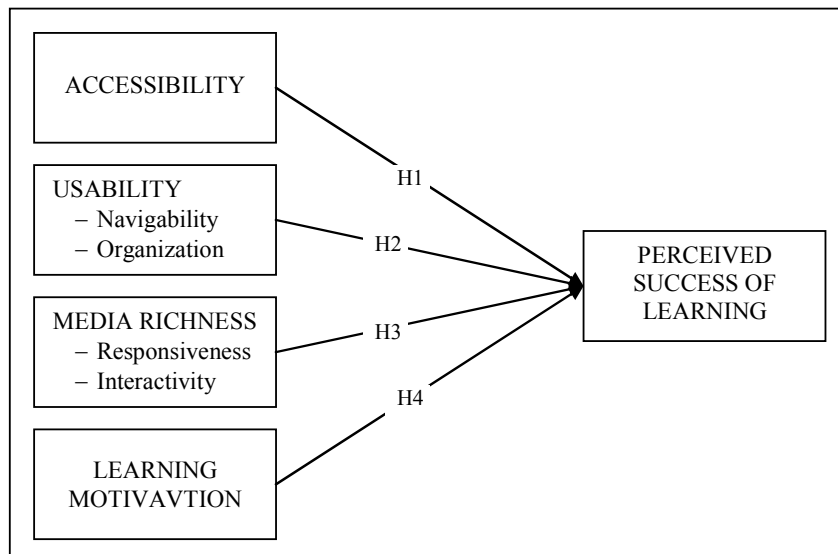 ACCESSIBILITY
H1
USABILITY
– Navigability
– Organization
H2
PERCEIVED
SUCCESS OF
LEARNING
MEDIA RICHNESS
– Responsiveness
– Interactivity
H3
H4
LEARNING
MOTIVAVTION